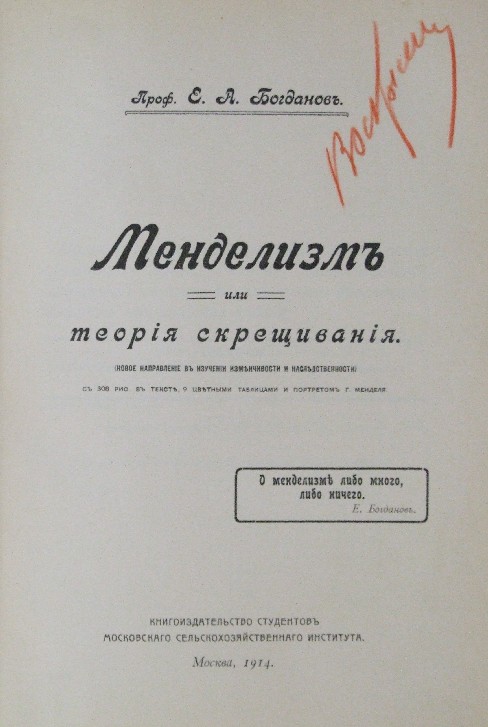 Проф. Е. А. Богдановъ.
Менделизмъ
или
теорія скрещиванія.
(НОВОЕ НАПРАВЛЕНІЕ ВЪ ИЗУЧЕНІИ ИЗМѢНЧИВОСТИ И НАСЛѢДСТВЕННОСТИ)
СЪ 308 РИС. ВЪ ТЕКСТѢ, 9 ЦВѢТНЫМИ ТАБЛИЦАМИ И ПОРТРЕТОМЪ Г. МЕНДЕЛЯ.
О менделизмѣ либо много,
либо ничего.
Е. Богдановъ.
КНИГОИЗДАТЕЛЬСТВО СТУДЕНТОВЪ
МОСКОВСКАГО СЕЛЬСКОХОЗЯЙСТВЕННАГО ИНСТИТУТА.
Москва, 1914.